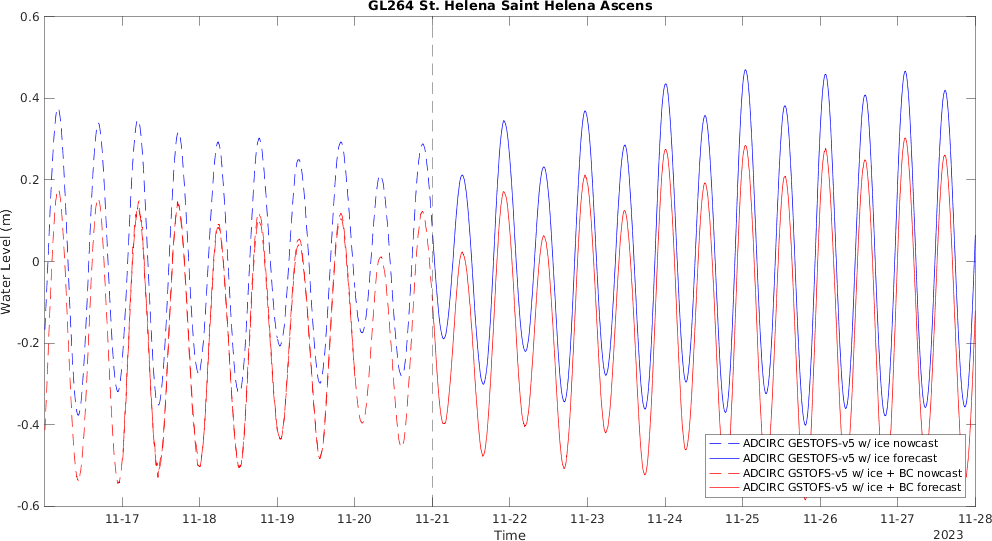 GL264 St. Helena Saint Helena Ascens
0.6
0.4
0.2
0
-0.2
-0.4
-0.6
Water Level (m)
ADCIRC GESTOFS-v5 w/ ice nowcast
ADCIRC GESTOFS-v5 w/ ice forecast
ADCIRC GSTOFS-v5 w/ ice + BC nowcast
ADCIRC GSTOFS-v5 w/ ice + BC forecast
11-17 11-18 11-19 11-20 11-21 11-22 11-23 11-24 11-25 11-26 11-27 11-28
Time
2023